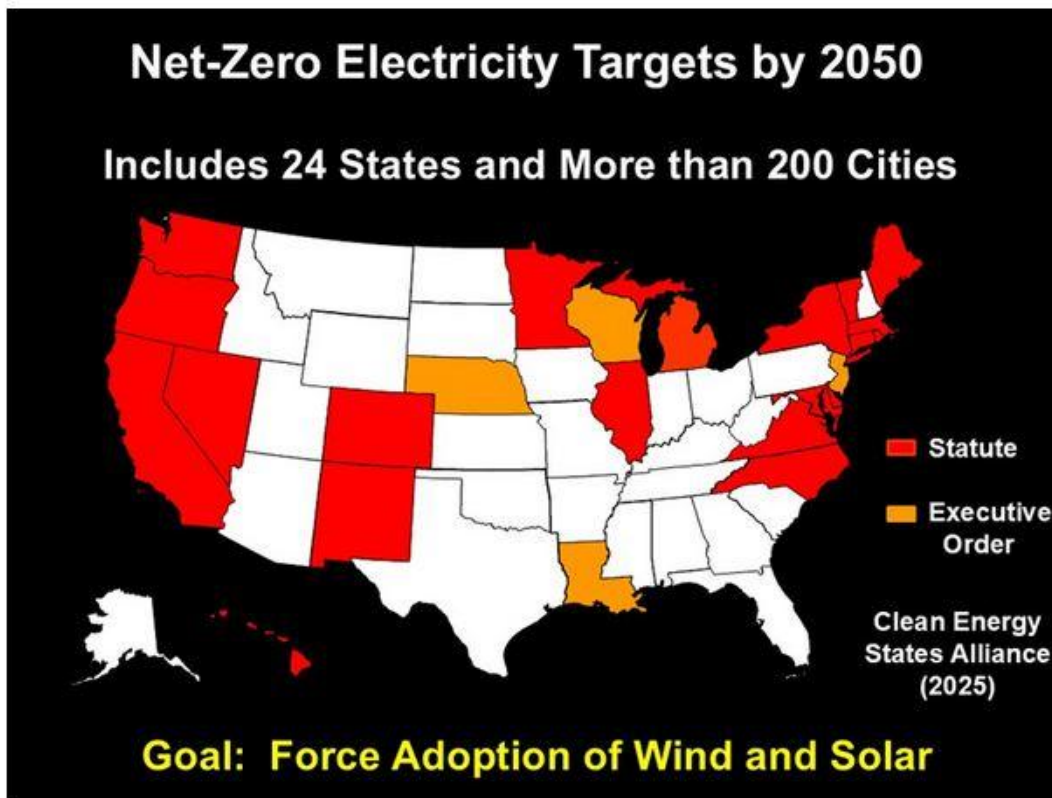 Net-Zero Electricity Targets by 2050
Includes 24 States and More than 200 Cities
Statute
Executive
Order
Clean Energy
States Alliance
(2025)
Goal: Force Adoption of Wind and Solar